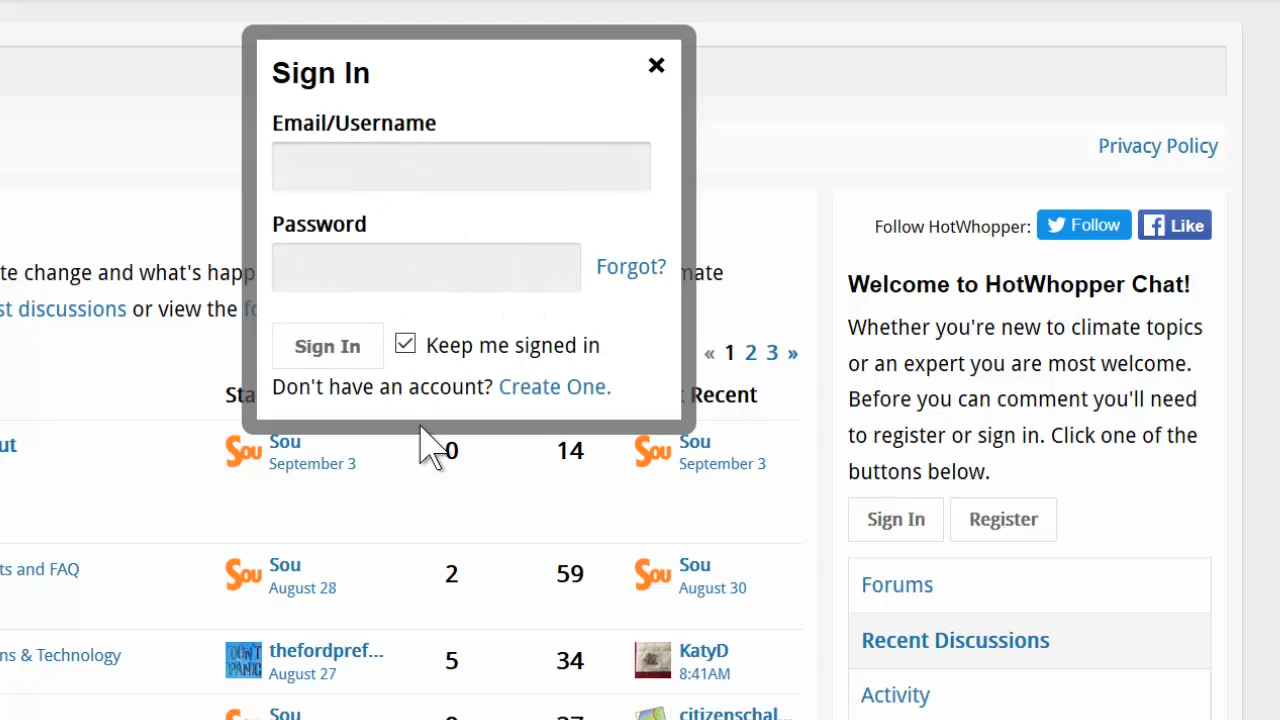 Sign In
Email/Username
Password
Forgot?
Sign In Keep me signed in
Don't have an account? Create One.
Privacy Policy
te change and what's
st discussions or view the
« 1 2 3 »
Recent
ut
Sou
September 3
0
14
Sou
September 3
ts and FAQ
Sou
August 28
2
59
Sou
August 30
ns & Technology
DON'T PANIC
thefordpref...
August 27
5
34
KatyD
8:41AM
Sou
citizenschal...
Follow HotWhopper: Follow Like
Welcome to HotWhopper Chat!
Whether you're new to climate topics
or an expert you are most welcome.
Before you can comment you'll need
to register or sign in. Click one of the
buttons below.
Sign In Register
Forums
Recent Discussions
Activity